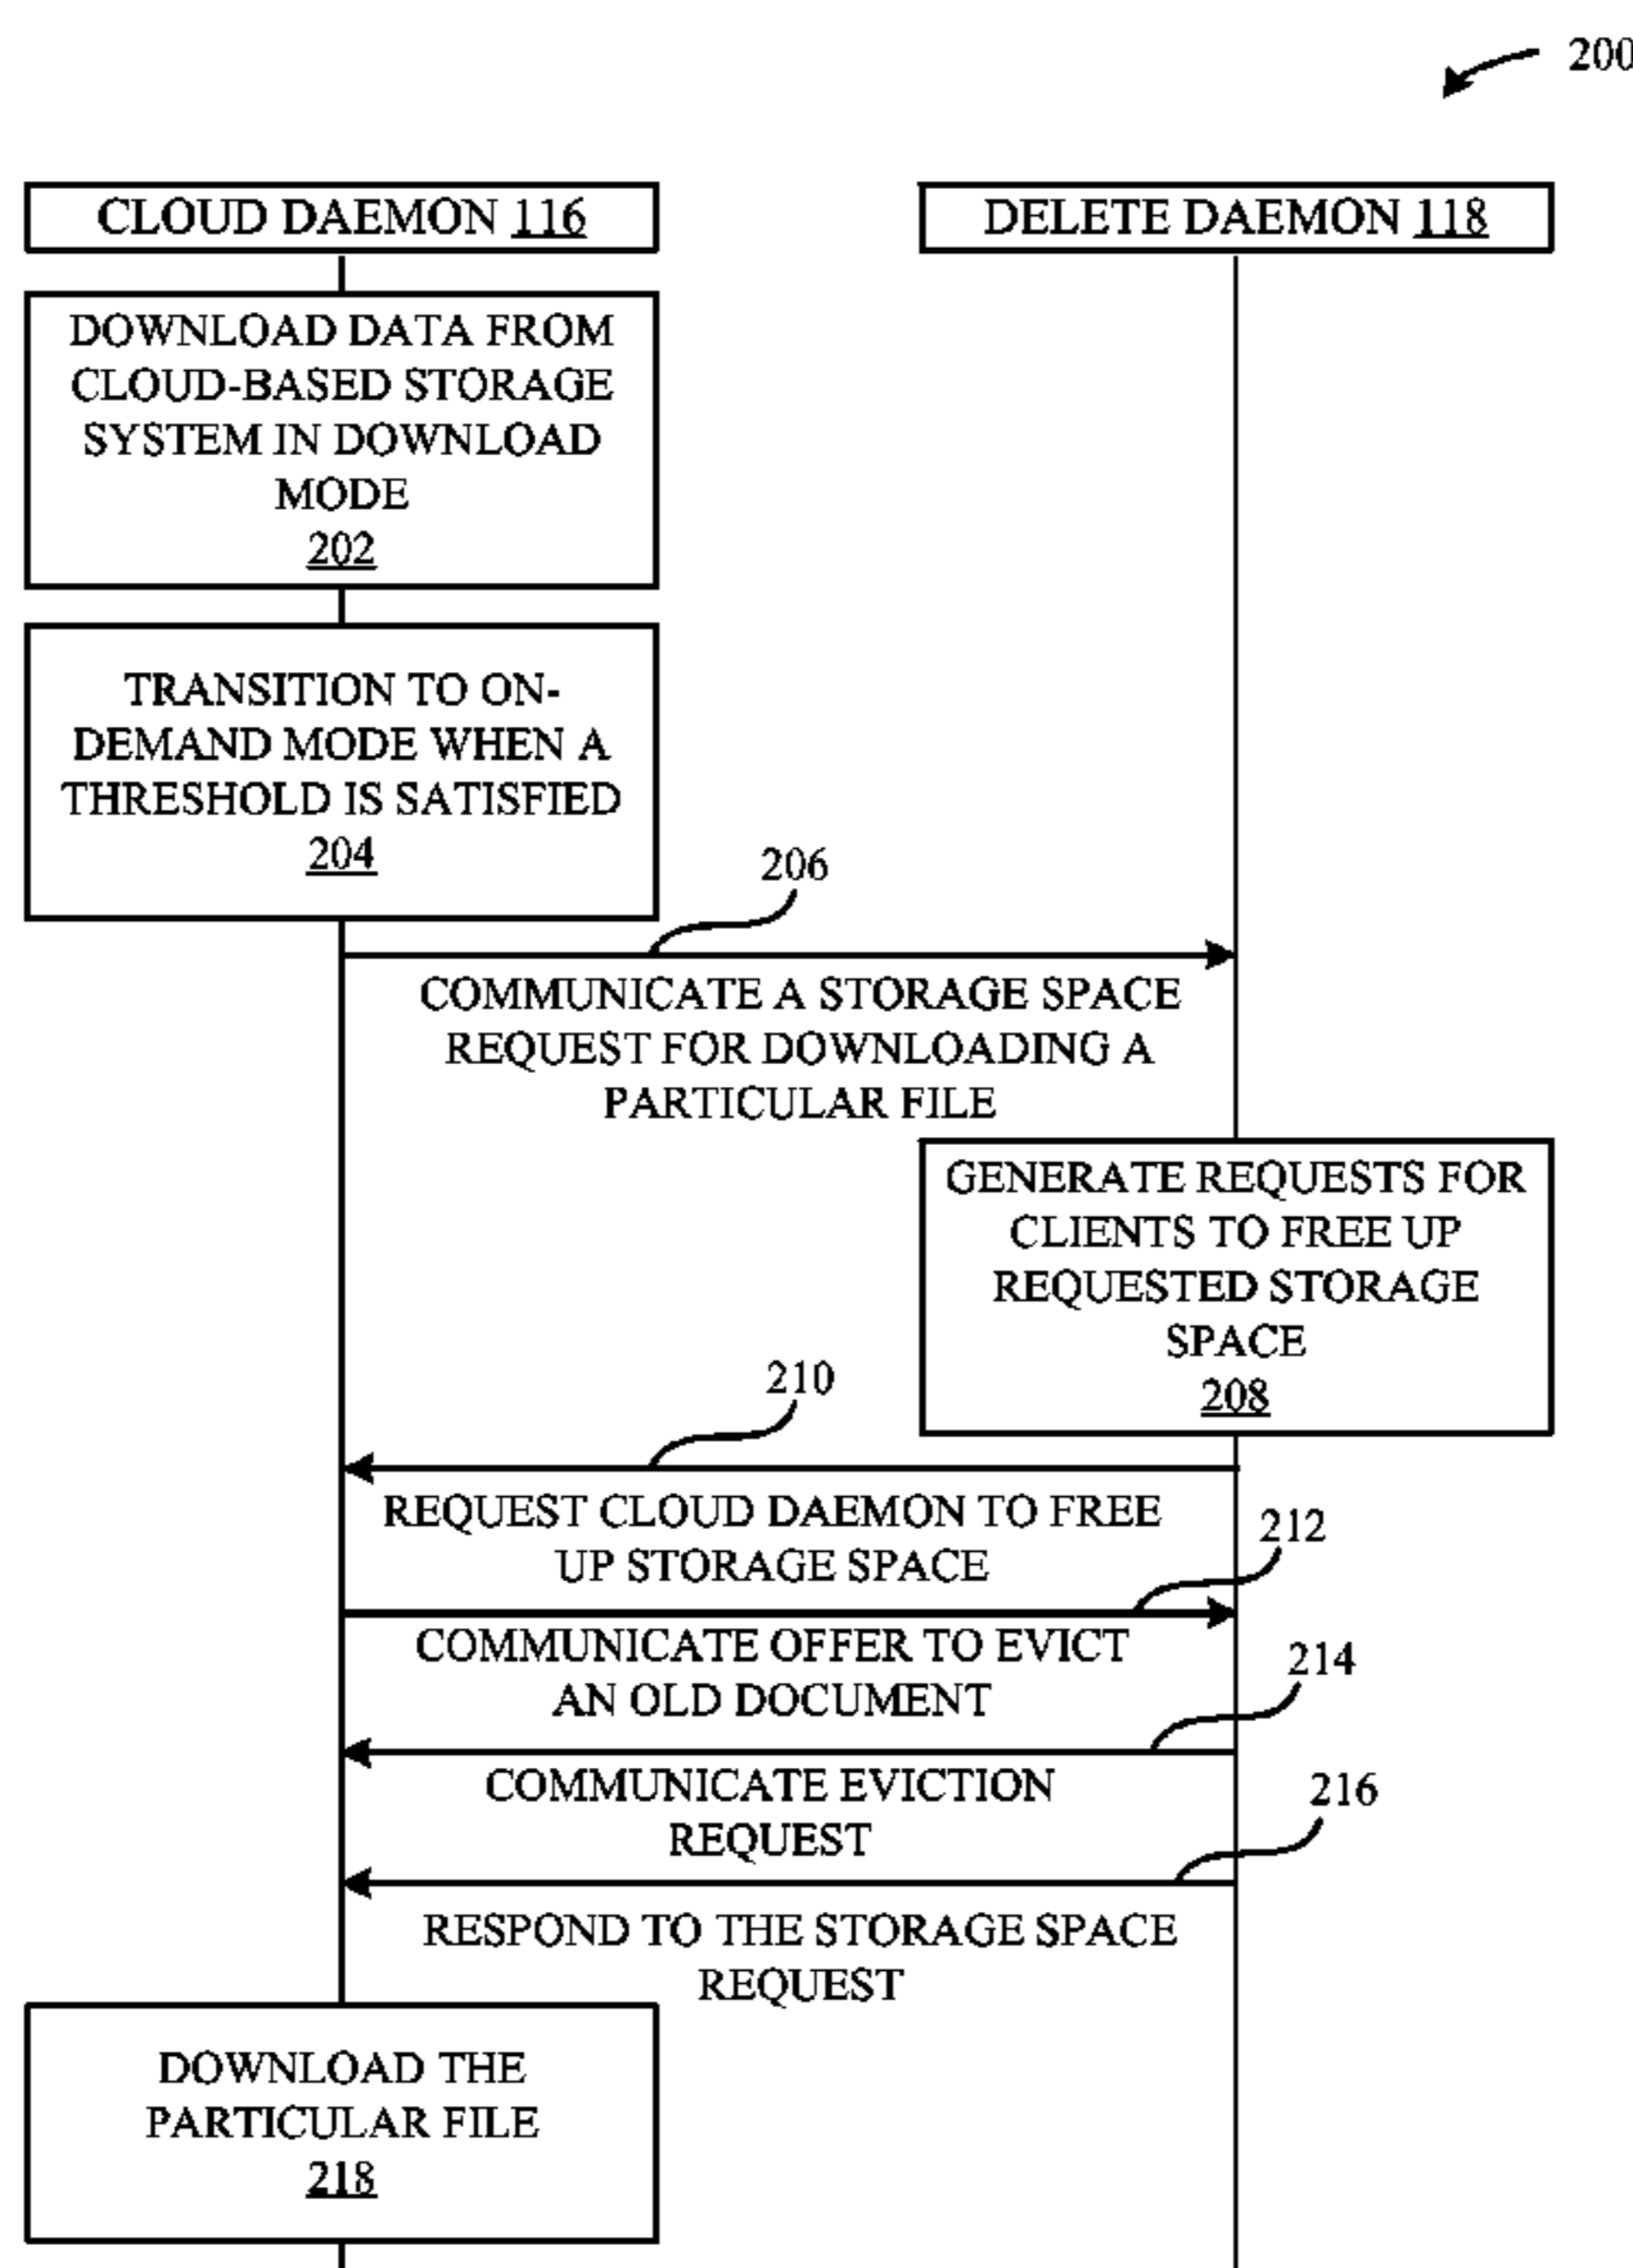 200
CLOUD DAEMON 116
DELETE DAEMON 118
DOWNLOAD DATA FROM
CLOUD-BASED STORAGE
SYSTEM IN DOWNLOAD
MODE
202
TRANSITION TO ON-
DEMAND MODE WHEN A
THRESHOLD IS SATISFIED
204
206
COMMUNICATE A STORAGE SPACE
REQUEST FOR DOWNLOADING A
PARTICULAR FILE
GENERATE REQUESTS FOR
CLIENTS TO FREE UP
REQUESTED STORAGE
SPACE
208
210
REQUEST CLOUD DAEMON TO FREE
UP STORAGE SPACE
212
COMMUNICATE OFFER TO EVICT
AN OLD DOCUMENT
214
COMMUNICATE EVICTION
REQUEST
216
RESPOND TO THE STORAGE SPACE
REQUEST
DOWNLOAD THE
PARTICULAR FILE
218